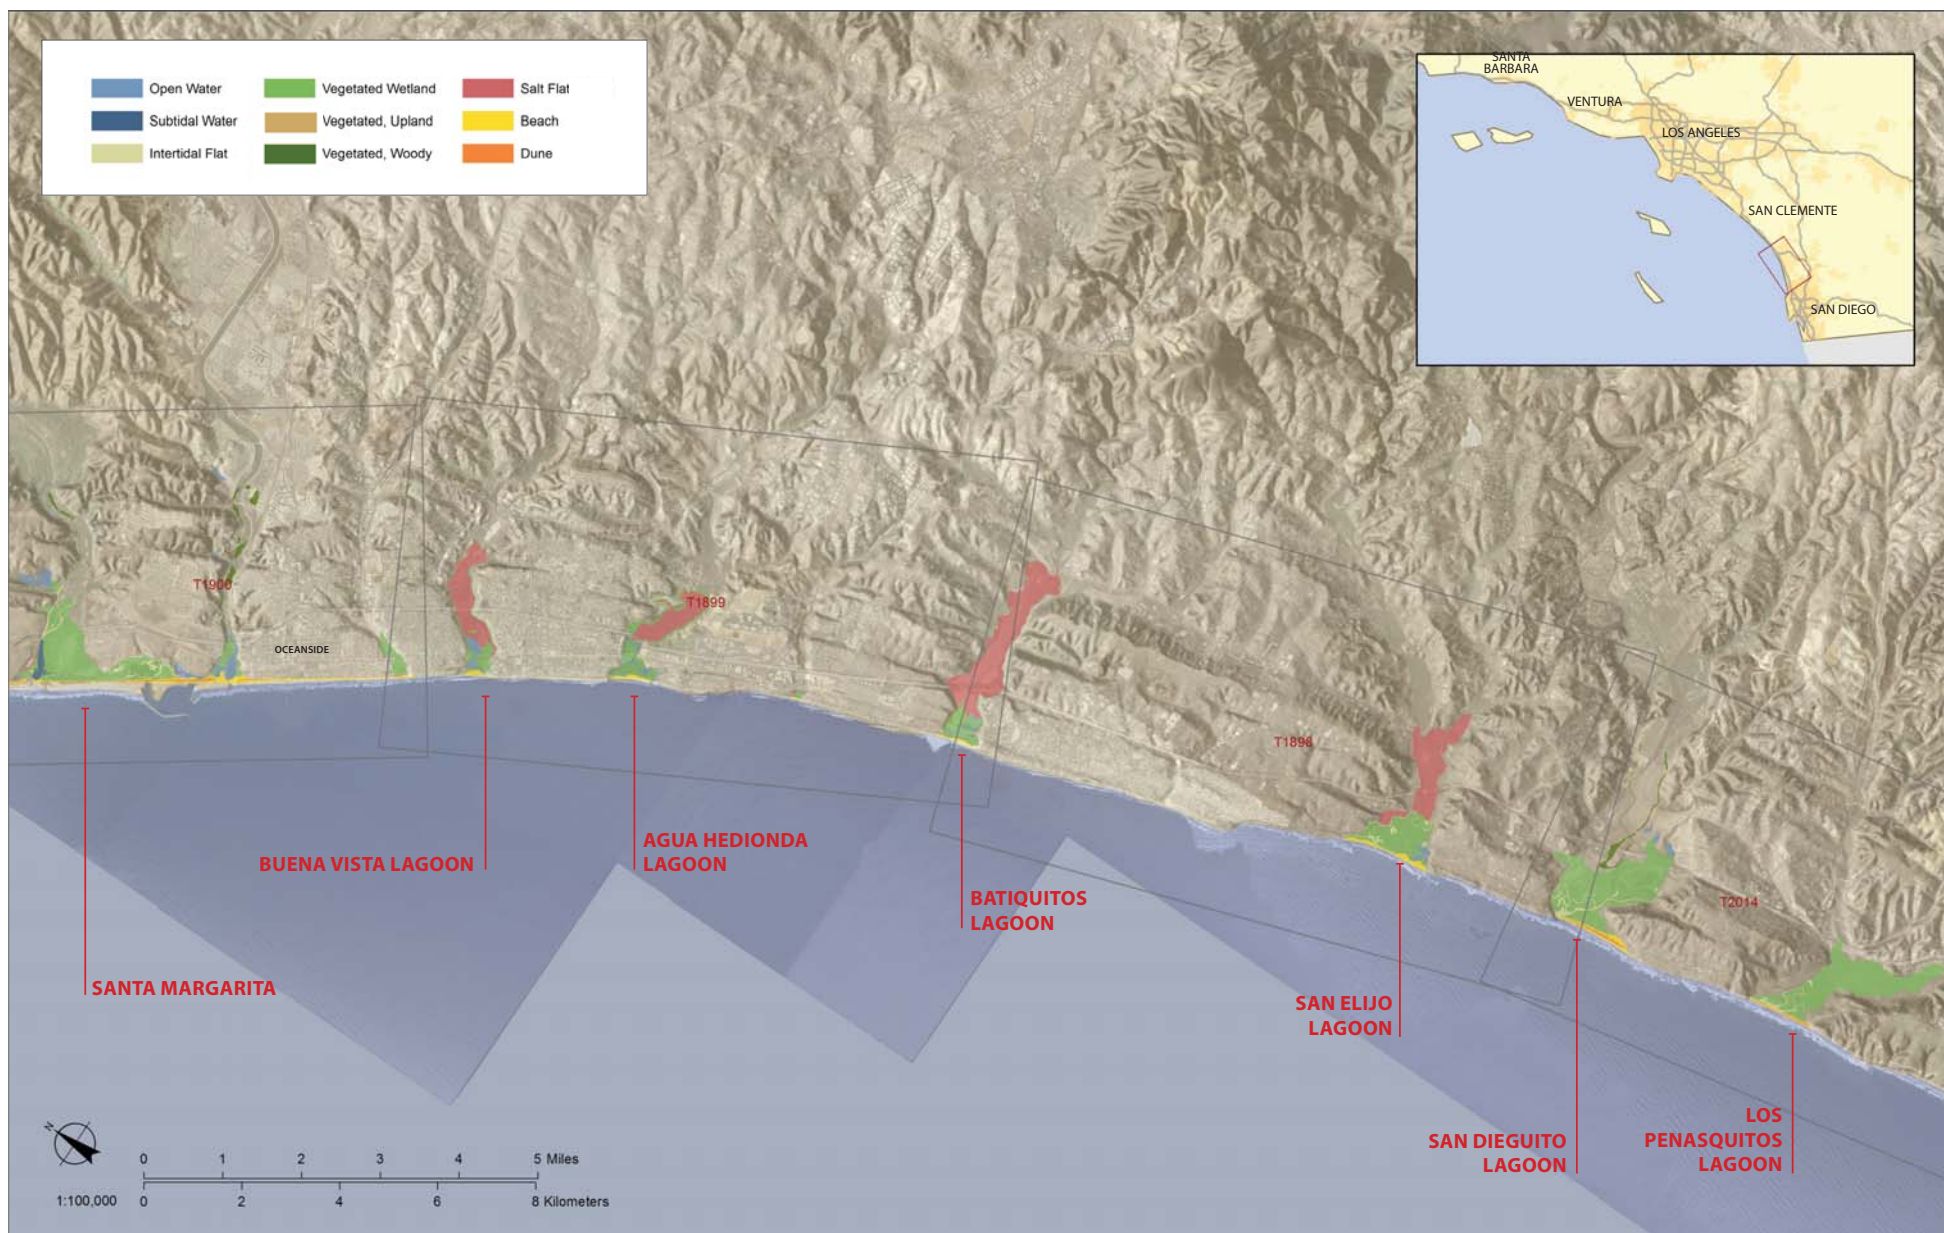 Open Water
Subtidal Water
Intertidal Flat
Vegetated Wetland
Vegetated, Upland
Vegetated, Woody
Salt Flat
Beach
Dune
SANTA
BARBARA
VENTURA
LOS ANGELES
SAN CLEMENTE
SAN DIEGO
T1900
OCEANSIDE
T1899
T1898
T2014
SANTA MARGARITA
BUENA VISTA LAGOON
AGUA HEDIONDA
LAGOON
BATIQUITOS
LAGOON
SAN ELIJO
LAGOON
SAN DIEGUITO
LAGOON
LOS
PENASQUITOS
LAGOON
N
0 1 2 3 4 5 Miles
1:100,000 0 2 4 6 8 Kilometers